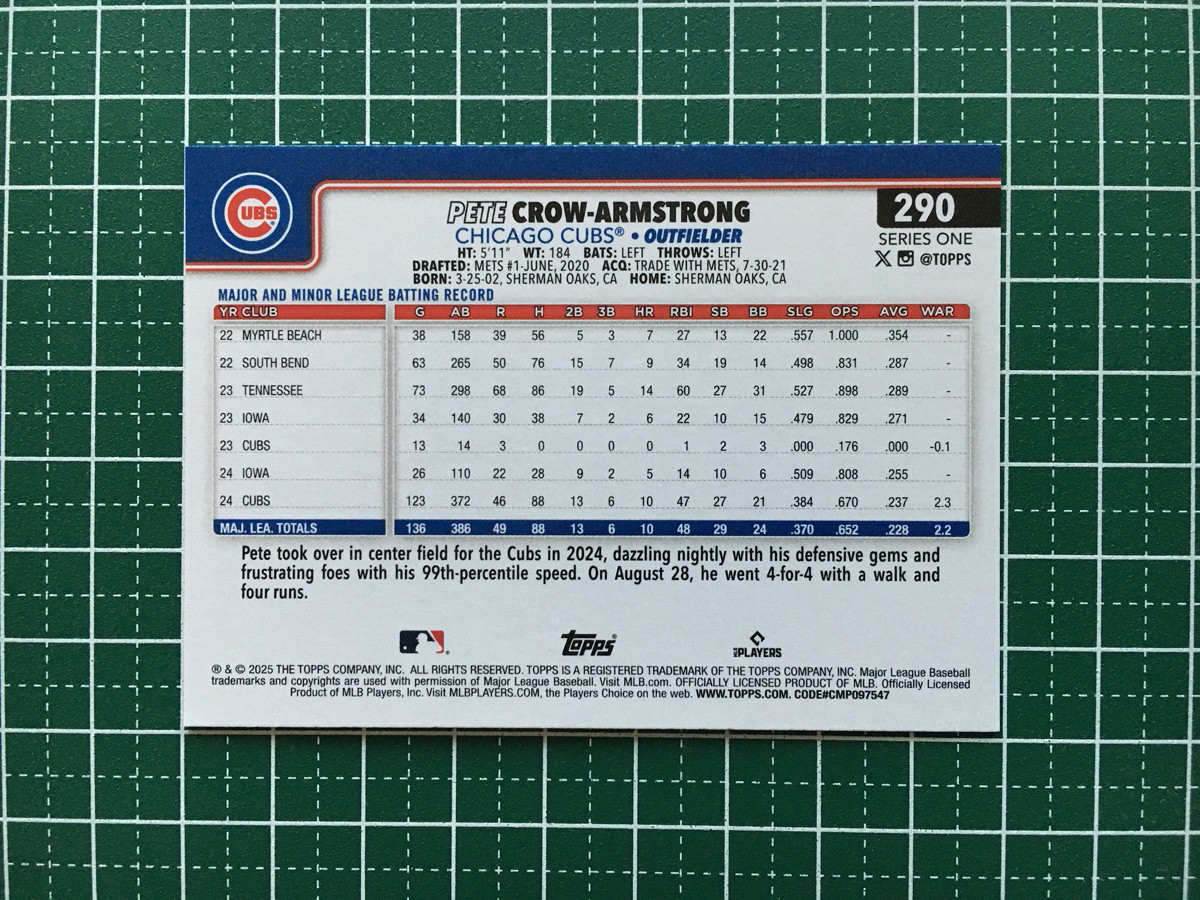 CUBS
PETE CROW-ARMSTRONG
290
CHICAGO CUBS® • OUTFIELDER
SERIES ONE
HT: 5'11" WT: 184 BATS: LEFT THROWS: LEFT
@TOPPS
DRAFTED: METS #1-JUNE, 2020 ACQ: TRADE WITH METS, 7-30-21
BORN: 3-25-02, SHERMAN OAKS, CA HOME: SHERMAN OAKS, CA
MAJOR AND MINOR LEAGUE BATTING RECORD
YR CLUB G AB R H 2B 3B HR RBI SB BB SLG OPS AVG WAR
22 MYRTLE BEACH 38 158 39 56 5 3 7 27 13 22 .557 1.000 .354 -
22 SOUTH BEND 63 265 50 76 15 7 9 34 19 14 .498 .831 .287 -
23 TENNESSEE 73 298 68 86 19 5 14 60 27 31 .527 .898 .289 -
23 IOWA 34 140 30 38 7 2 6 22 10 15 .479 .829 .271 -
23 CUBS 13 14 3 0 0 0 0 1 2 3 .000 .176 .000 -0.1
24 IOWA 26 110 22 28 9 2 5 14 10 6 .509 .808 .255 -
24 CUBS 123 372 46 88 13 6 10 47 27 21 .384 .670 .237 2.3
MAJ. LEA. TOTALS 136 386 49 88 13 6 10 48 29 24 .370 .652 .228 2.2
Pete took over in center field for the Cubs in 2024, dazzling nightly with his defensive gems and
frustrating foes with his 99th-percentile speed. On August 28, he went 4-for-4 with a walk and
four runs.
topps®
MLB PLAYERS
® & © 2025 THE TOPPS COMPANY, INC. ALL RIGHTS RESERVED. TOPPS IS A REGISTERED TRADEMARK OF THE TOPPS COMPANY, INC. Major League Baseball
trademarks and copyrights are used with permission of Major League Baseball. Visit MLB.com. OFFICIALLY LICENSED PRODUCT OF MLB. Officially Licensed
Product of MLB Players, Inc. Visit MLBPLAYERS.COM, the Players Choice on the web. WWW.TOPPS.COM. CODE#CMP097547